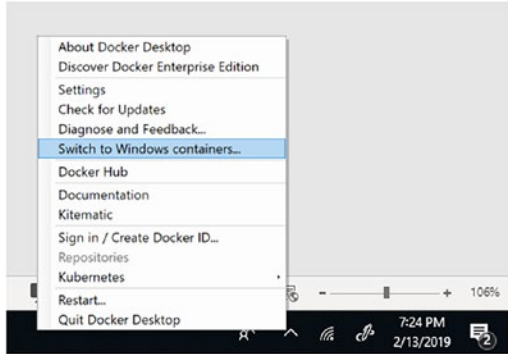 About Docker Desktop
Discover Docker Enterprise Edition
Settings
Check for Updates
Diagnose and Feedback...
Switch to Windows containers...
Docker Hub
Documentation
Kitematic
Sign in / Create Docker ID...
Repositories
Kubernetes
Restart...
Quit Docker Desktop
106%
7:24 PM
2/13/2019
2